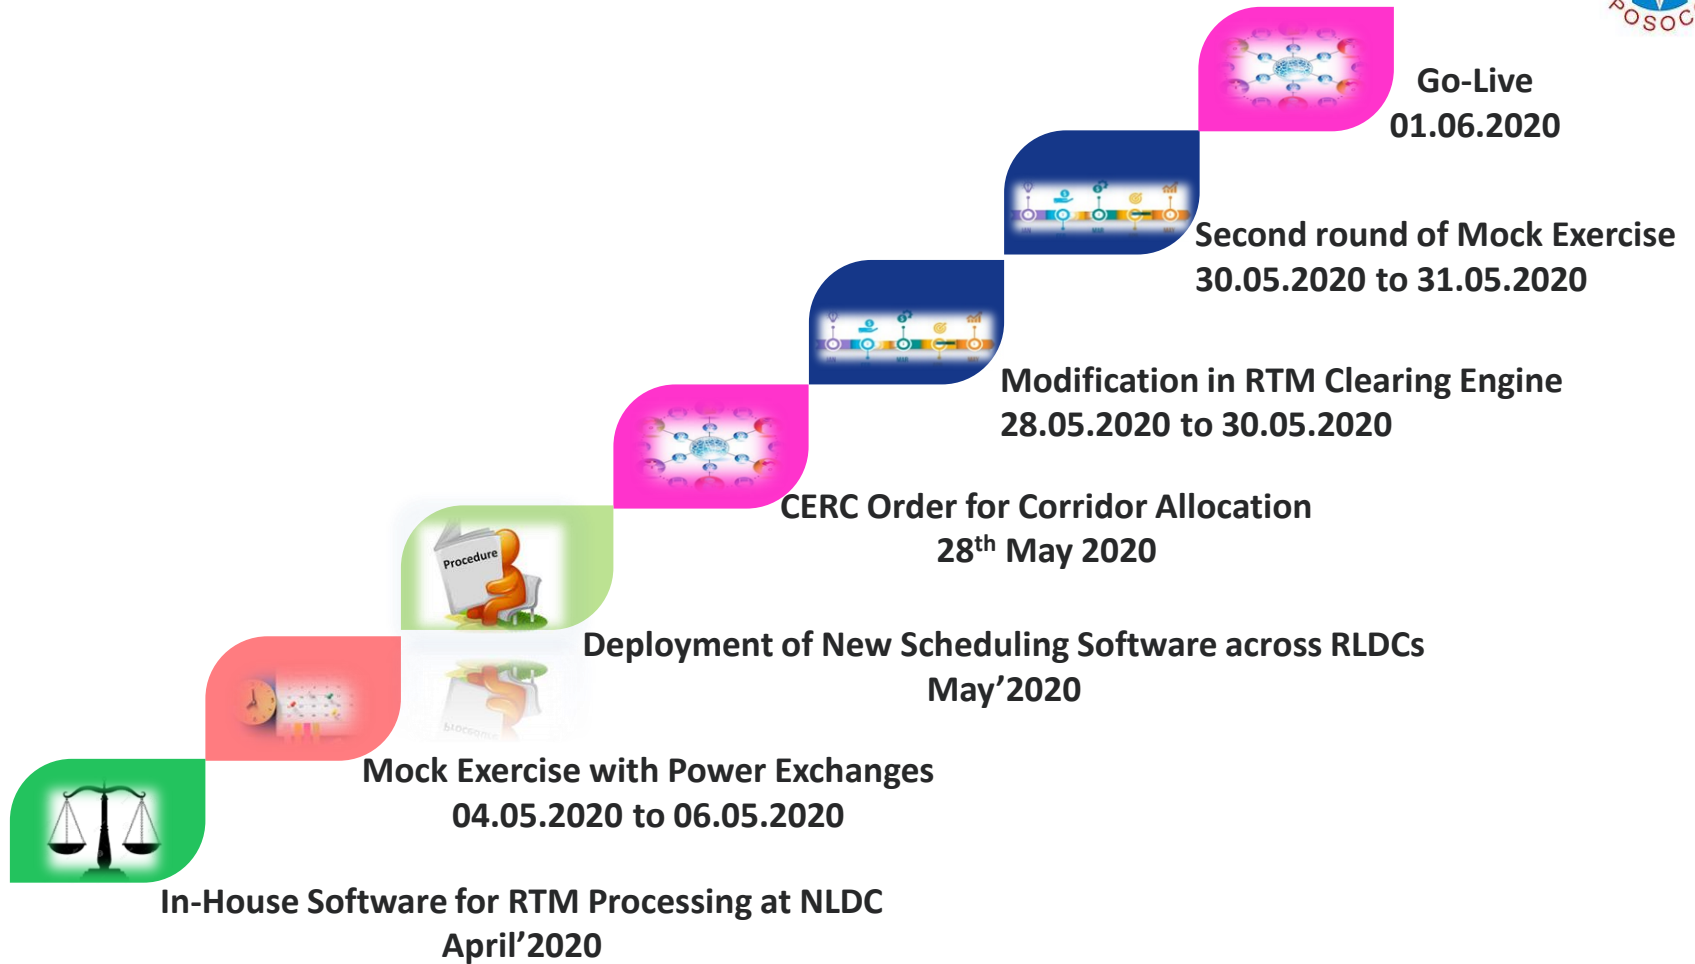 POSOC
Go-Live
01.06.2020
Second round of Mock Exercise
30.05.2020 to 31.05.2020
Modification in RTM Clearing Engine
28.05.2020 to 30.05.2020
CERC Order for Corridor Allocation
28th May 2020
Procedure
Deployment of New Scheduling Software across RLDCs
May’2020
Mock Exercise with Power Exchanges
04.05.2020 to 06.05.2020
In-House Software for RTM Processing at NLDC
April’2020